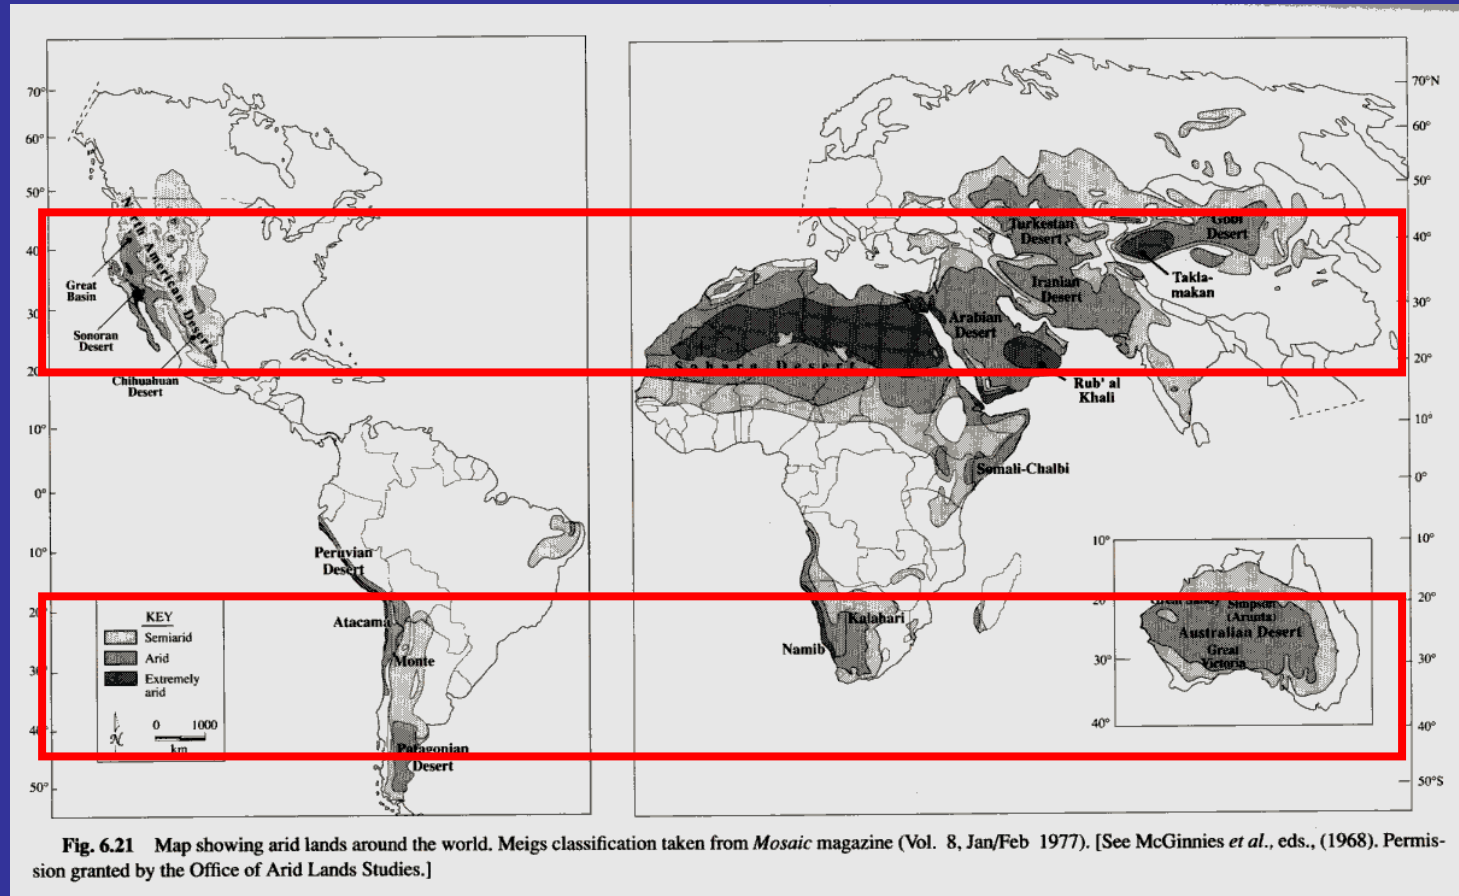 70°
60°
50°
40°
30°
20°
10°
0°
10°
20°
30°
40°
50°
North American Desert
Great
Basin
Sonoran
Desert
Chihuahuan
Desert
Peruvian
Desert
Atacama
Monte
Patagonian
Desert
KEY
Semiarid
Arid
Extremely
arid
N
0 1000
km
70°N
60°
50°
40°
30°
20°
10°
0°
10°
20°
30°
40°
50°S
Turkestan
Desert
Gobi
Desert
Takla-
makan
Iranian
Desert
Arabian
Desert
Sahara Desert
Rub' al
Khali
Somali-Chalbi
Kalahari
Namib
10°
20°
30°
40°
Great Sandy
Simpson
(Arunta)
Australian Desert
Great
Victoria
Fig. 6.21 Map showing arid lands around the world. Meigs classification taken from Mosaic magazine (Vol. 8, Jan/Feb 1977). [See McGinnies et al., eds., (1968). Permis-
sion granted by the Office of Arid Lands Studies.]